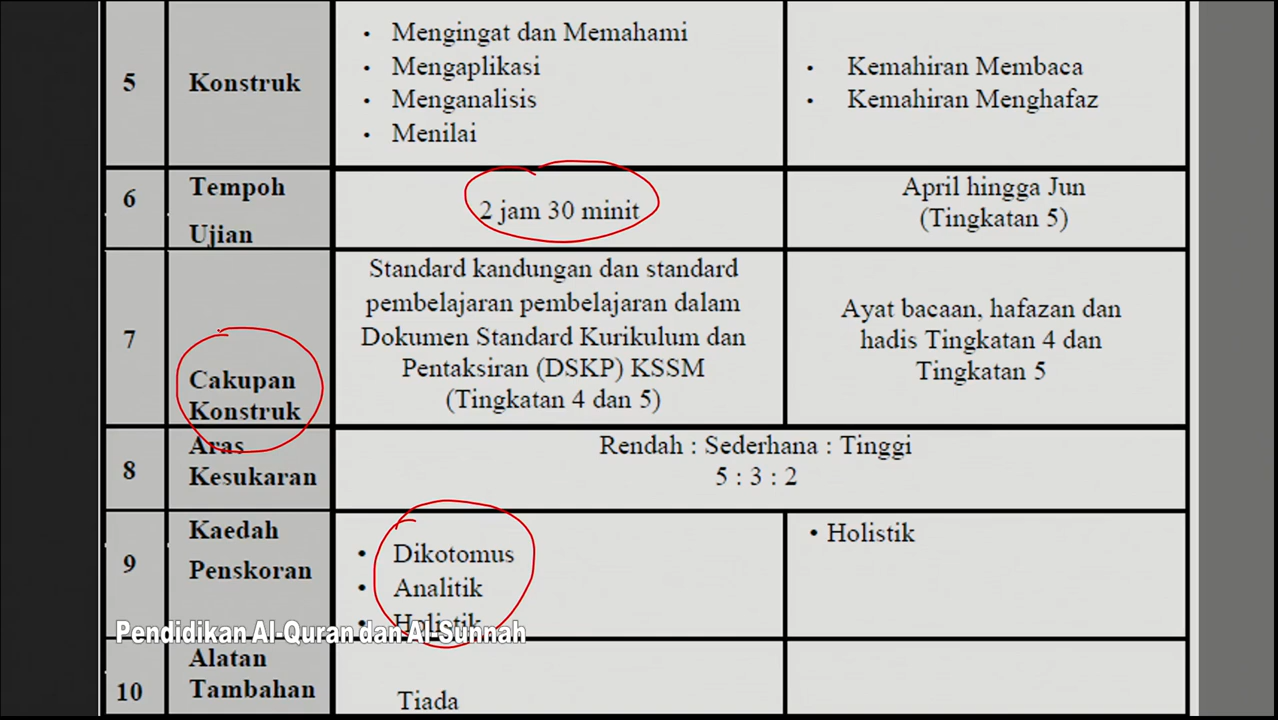 5
Konstruk
• Mengingat dan Memahami
• Mengaplikasi
• Menganalisis
• Menilai
• Kemahiran Membaca
• Kemahiran Menghafaz
6
Tempoh
Ujian
2 jam 30 minit
April hingga Jun
(Tingkatan 5)
7
Cakupan
Konstruk
Standard kandungan dan standard
pembelajaran pembelajaran dalam
Dokumen Standard Kurikulum dan
Pentaksiran (DSKP) KSSM
(Tingkatan 4 dan 5)
Ayat bacaan, hafazan dan
hadis Tingkatan 4 dan
Tingkatan 5
8
Aras
Kesukaran
Rendah : Sederhana : Tinggi
5 : 3 : 2
9
Kaedah
Penskoran
• Dikotomus
• Analitik
• Holistik
• Holistik
Pendidikan Al-Quran dan Al-Sunnah
10
Alatan
Tambahan
Tiada